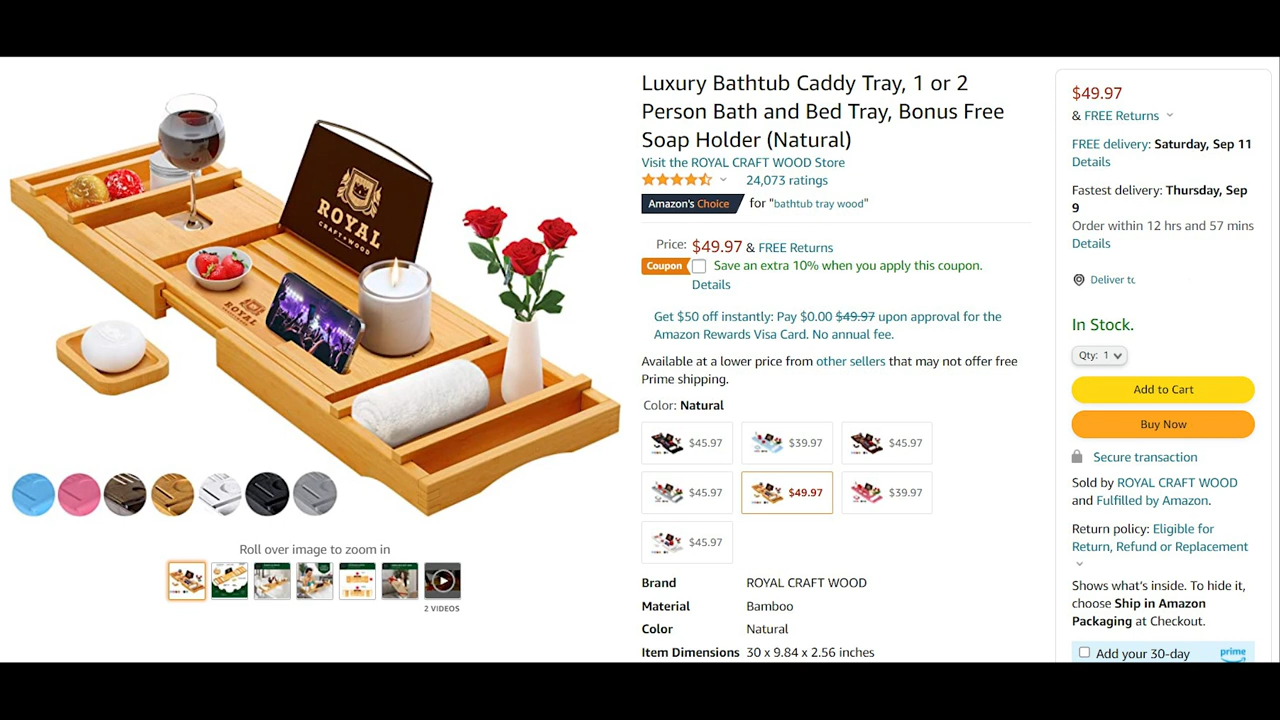 Luxury Bathtub Caddy Tray, 1 or 2
Person Bath and Bed Tray, Bonus Free
Soap Holder (Natural)
Visit the ROYAL CRAFT WOOD Store
24,073 ratings
Amazon's Choice for "bathtub tray wood"
Price: $49.97 & FREE Returns
Coupon Save an extra 10% when you apply this coupon.
Details
Get $50 off instantly: Pay $0.00 $49.97 upon approval for the
Amazon Rewards Visa Card. No annual fee.
Available at a lower price from other sellers that may not offer free
Prime shipping.
Color: Natural
$45.97 $39.97 $45.97
$45.97 $49.97 $39.97
$45.97
Brand ROYAL CRAFT WOOD
Material Bamboo
Color Natural
Item Dimensions 30 x 9.84 x 2.56 inches
ROYAL
CRAFT WOOD
ROYAL
Roll over image to zoom in
2 VIDEOS
$49.97
& FREE Returns
FREE delivery: Saturday, Sep 11
Details
Fastest delivery: Thursday, Sep
9
Order within 12 hrs and 57 mins
Details
Deliver to
In Stock.
Qty: 1
Add to Cart
Buy Now
Secure transaction
Sold by ROYAL CRAFT WOOD
and Fulfilled by Amazon.
Return policy: Eligible for
Return, Refund or Replacement
Shows what's inside. To hide it,
choose Ship in Amazon
Packaging at Checkout.
Add your 30-day
prime